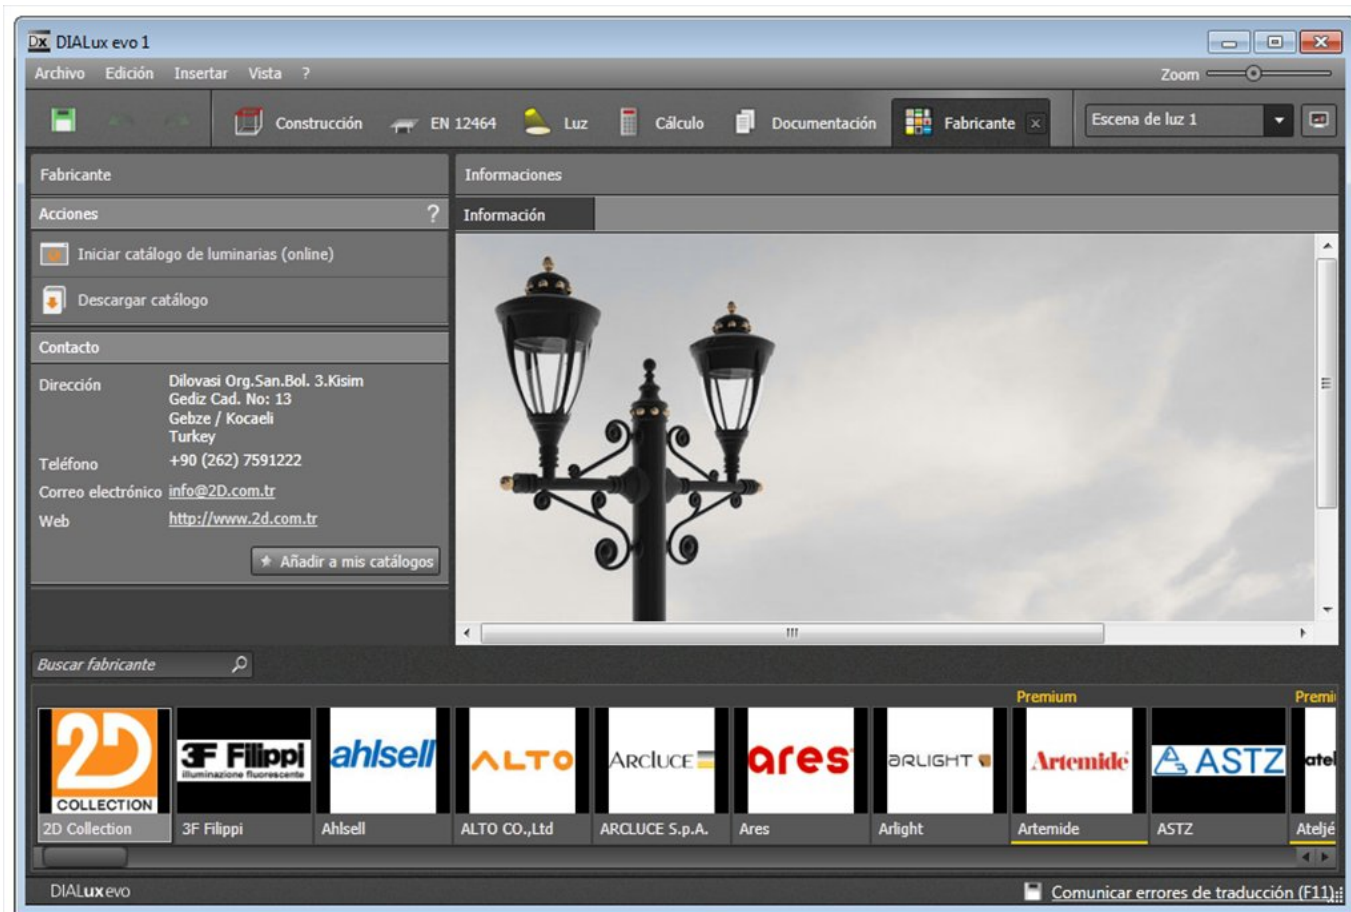 Dx DIALux evo 1
Archivo Edición Insertar Vista ? Zoom
Construcción EN 12464 Luz Cálculo Documentación Fabricante Escena de luz 1
Fabricante
Informaciones
Acciones ?
Información
Iniciar catálogo de luminarias (online)
Descargar catálogo
Contacto
Dirección Dilovasi Org.San.Bol. 3.Kisim
Gediz Cad. No: 13
Gebze / Kocaeli
Turkey
Teléfono +90 (262) 7591222
Correo electrónico info@2D.com.tr
Web http://www.2d.com.tr
Añadir a mis catálogos
Buscar fabricante
Premium
2D COLLECTION
3F Filippi
illuminazione fluorescente
ahlsell
ALTO
ARCLUCE
ares
ARLIGHT
Artemide
ASTZ
2D Collection 3F Filippi Ahlsell ALTO CO.,Ltd ARCLUCE S.p.A. Ares Arlight Artemide ASTZ Ateljé
DIALux evo
Comunicar errores de traducción (F11)